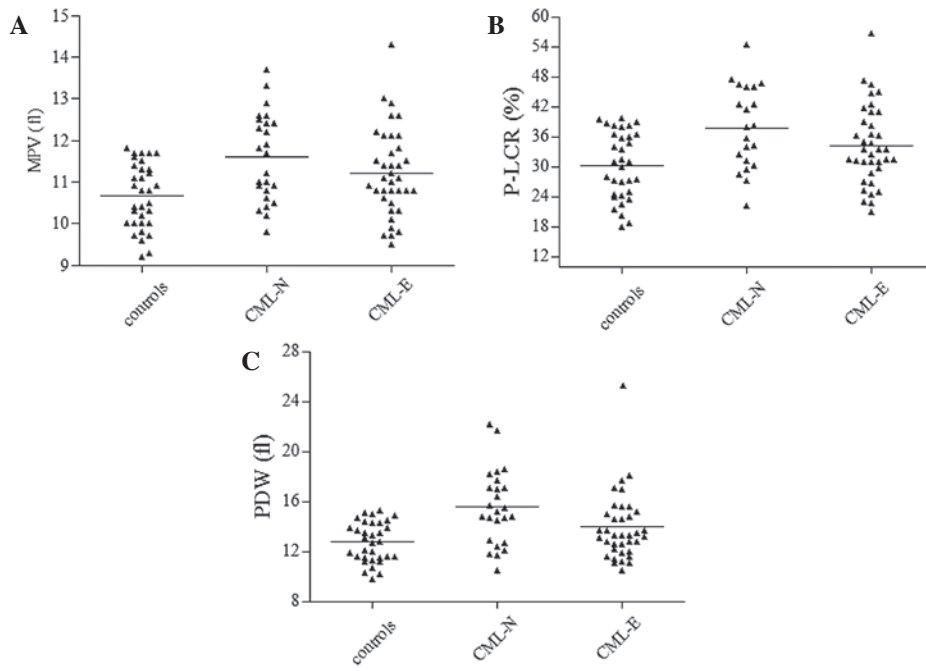 A
MPV (fl)
15
14
13
12
11
10
9
controls
CML-N
CML-E
B
P-LCR (%)
60
54
48
42
36
30
24
18
12
controls
CML-N
CML-E
C
PDW (fl)
28
24
20
16
12
8
controls
CML-N
CML-E